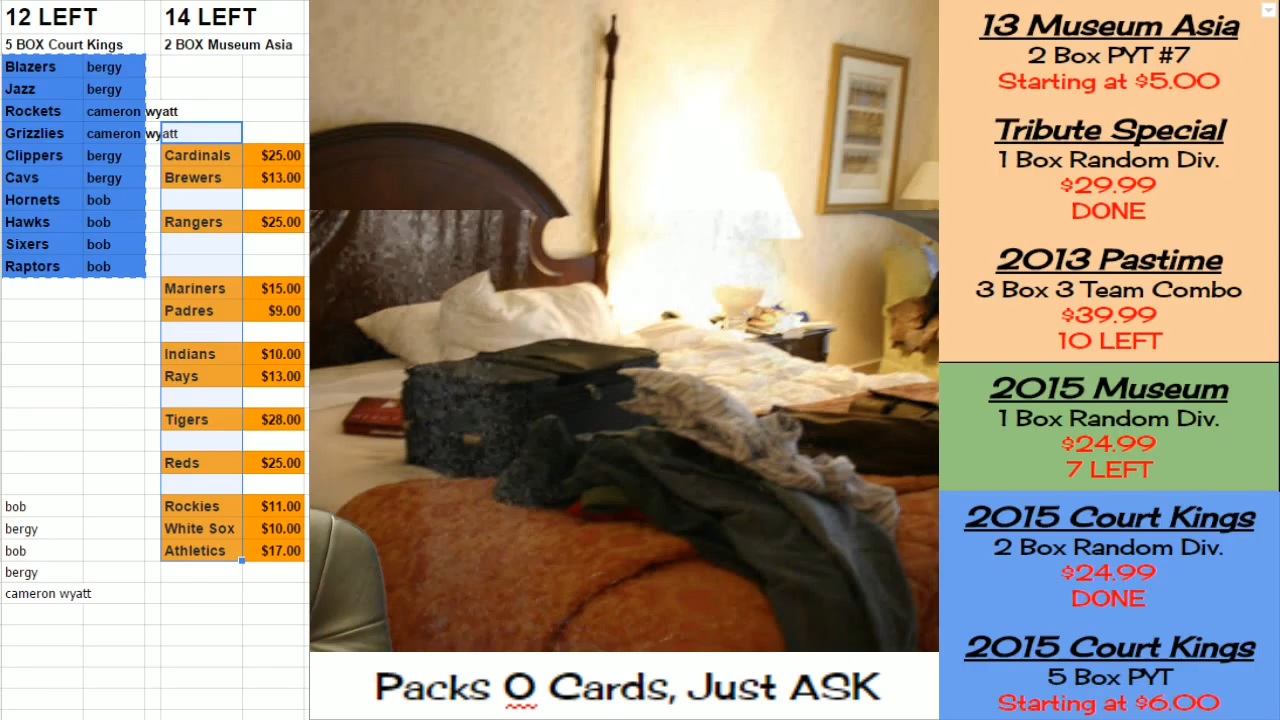 12 LEFT
5 BOX Court Kings
Blazers bergy
Jazz bergy
Rockets cameron wyatt
Grizzlies cameron wyatt
Clippers bergy
Cavs bergy
Hornets bob
Hawks bob
Sixers bob
Raptors bob
bob
bergy
bob
bergy
cameron wyatt
14 LEFT
2 BOX Museum Asia
Cardinals $25.00
Brewers $13.00
Rangers $25.00
Mariners $15.00
Padres $9.00
Indians $10.00
Rays $13.00
Tigers $28.00
Reds $25.00
Rockies $11.00
White Sox $10.00
Athletics $17.00
Packs O Cards, Just ASK
13 Museum Asia
2 Box PYT #7
Starting at $5.00
Tribute Special
1 Box Random Div.
$29.99
DONE
2013 Pastime
3 Box 3 Team Combo
$39.99
10 LEFT
2015 Museum
1 Box Random Div.
$24.99
7 LEFT
2015 Court Kings
2 Box Random Div.
$24.99
DONE
2015 Court Kings
5 Box PYT
Starting at $6.00